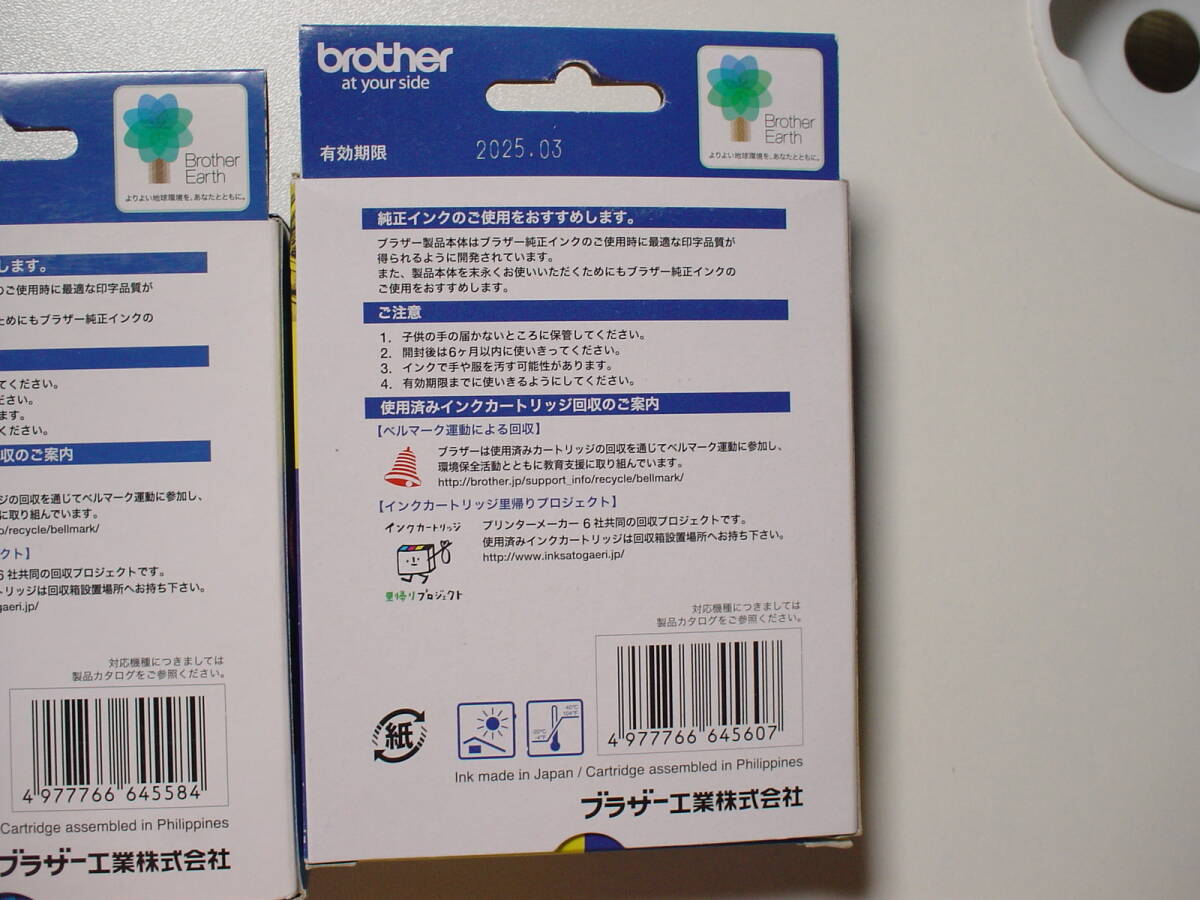 Brother
Earth
よりよい地球環境を、あなたとともに。
します。
のご使用時に最適な印字品質が
ためにもブラザー純正インクの
てください。
ださい。
ます。
ください。
収のご案内
ジの回収を通じてベルマーク運動に参加し、
に取り組んでいます。
o/recycle/bellmark/
クト】
6社共同の回収プロジェクトです。
トリッジは回収箱設置場所へお持ち下さい。
gaeri.jp/
対応機種につきましては
製品カタログをご参照ください。
4 977766 645584
Cartridge assembled in Philippines
ブラザー工業株式会社
brother
at your side
Brother
Earth
よりよい地球環境を、あなたとともに。
有効期限 2025.03
純正インクのご使用をおすすめします。
ブラザー製品本体はブラザー純正インクのご使用時に最適な印字品質が
得られるように開発されています。
また、製品本体を末永くお使いいただくためにもブラザー純正インクの
ご使用をおすすめします。
ご注意
1. 子供の手の届かないところに保管してください。
2. 開封後は6ヶ月以内に使いきってください。
3. インクで手や服を汚す可能性があります。
4. 有効期限までに使いきるようにしてください。
使用済みインクカートリッジ回収のご案内
【ベルマーク運動による回収】
ブラザーは使用済みカートリッジの回収を通じてベルマーク運動に参加し、
環境保全活動とともに教育支援に取り組んでいます。
http://brother.jp/support_info/recycle/bellmark/
【インクカートリッジ里帰りプロジェクト】
インクカートリッジ
里帰りプロジェクト
プリンターメーカー6社共同の回収プロジェクトです。
使用済みインクカートリッジは回収箱設置場所へお持ち下さい。
http://www.inksatogaeri.jp/
対応機種につきましては
製品カタログをご参照ください。
紙
-20℃
-4°F
40℃
104°F
4 977766 645607
Ink made in Japan / Cartridge assembled in Philippines
ブラザー工業株式会社